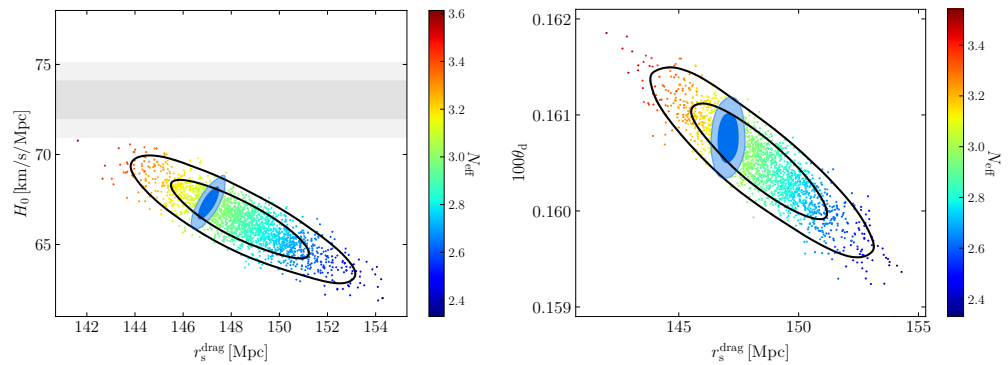 75
70
65
H₀ [km/s/Mpc]
142 144 146 148 150 152 154
r_s^drag [Mpc]
3.6
3.4
3.2
3.0
2.8
2.6
2.4
N_eff
0.162
0.161
0.160
0.159
100θ_d
145 150 155
r_s^drag [Mpc]
3.4
3.2
3.0
2.8
2.6
2.4
N_eff